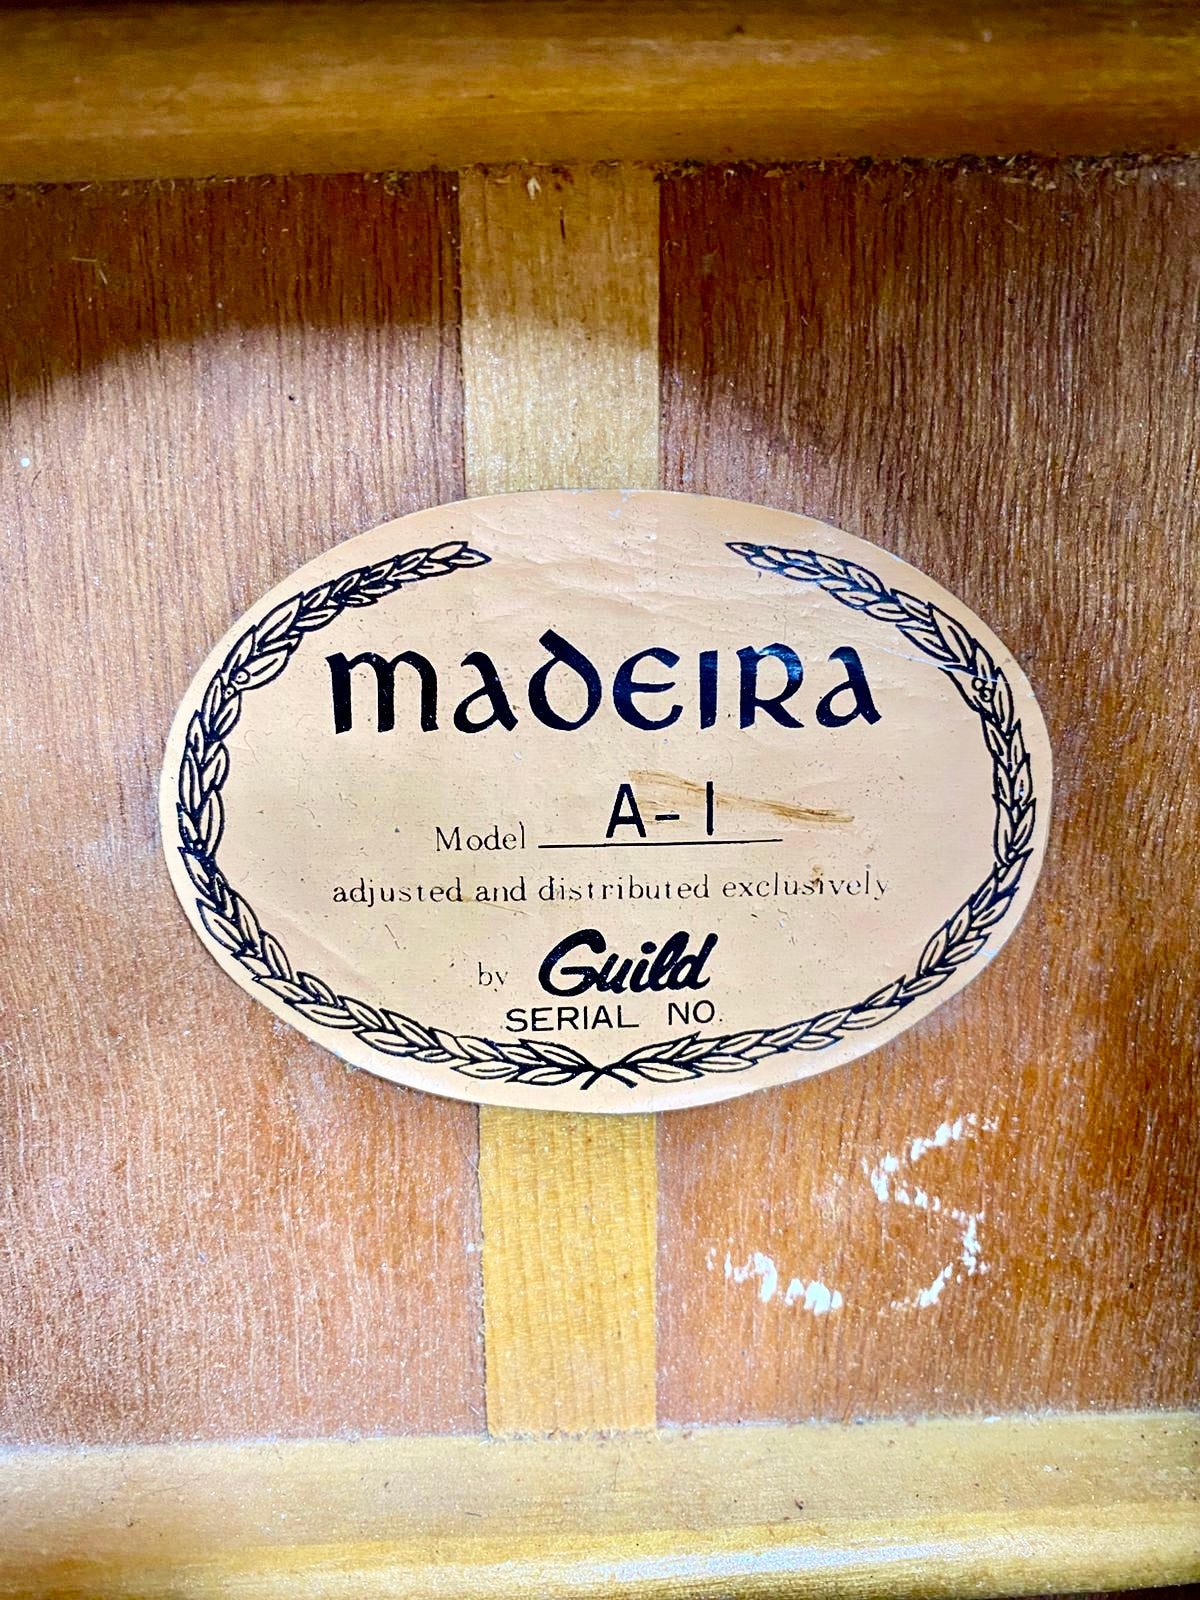 MADEIRA
Model A-1
adjusted and distributed exclusively
by Guild
SERIAL NO.
S